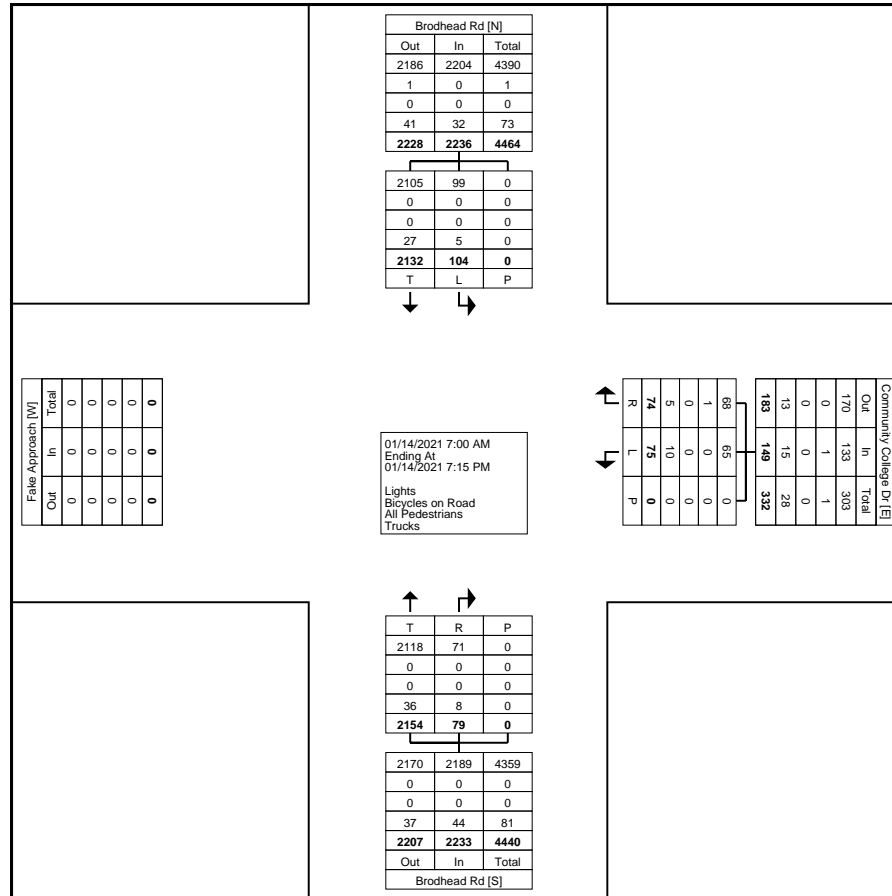 Brodhead Rd [N]
Out In Total
2186 2204 4390
1 0 1
0 0 0
41 32 73
2228 2236 4464
2105 99 0
0 0 0
0 0 0
27 5 0
2132 104 0
T L P
Fake Approach [W]
Total In Out
0 0 0
0 0 0
0 0 0
0 0 0
0 0 0
01/14/2021 7:00 AM
Ending At
01/14/2021 7:15 PM
Lights
Bicycles on Road
All Pedestrians
Trucks
Community College Dr [E]
Out In Total
170 133 303
0 1 1
0 0 0
13 15 28
183 149 332
68 65 0
1 0 0
0 0 0
5 10 0
74 75 0
R L P
T R P
2118 71 0
0 0 0
0 0 0
36 8 0
2154 79 0
2170 2189 4359
0 0 0
0 0 0
37 44 81
2207 2233 4440
Out In Total
Brodhead Rd [S]